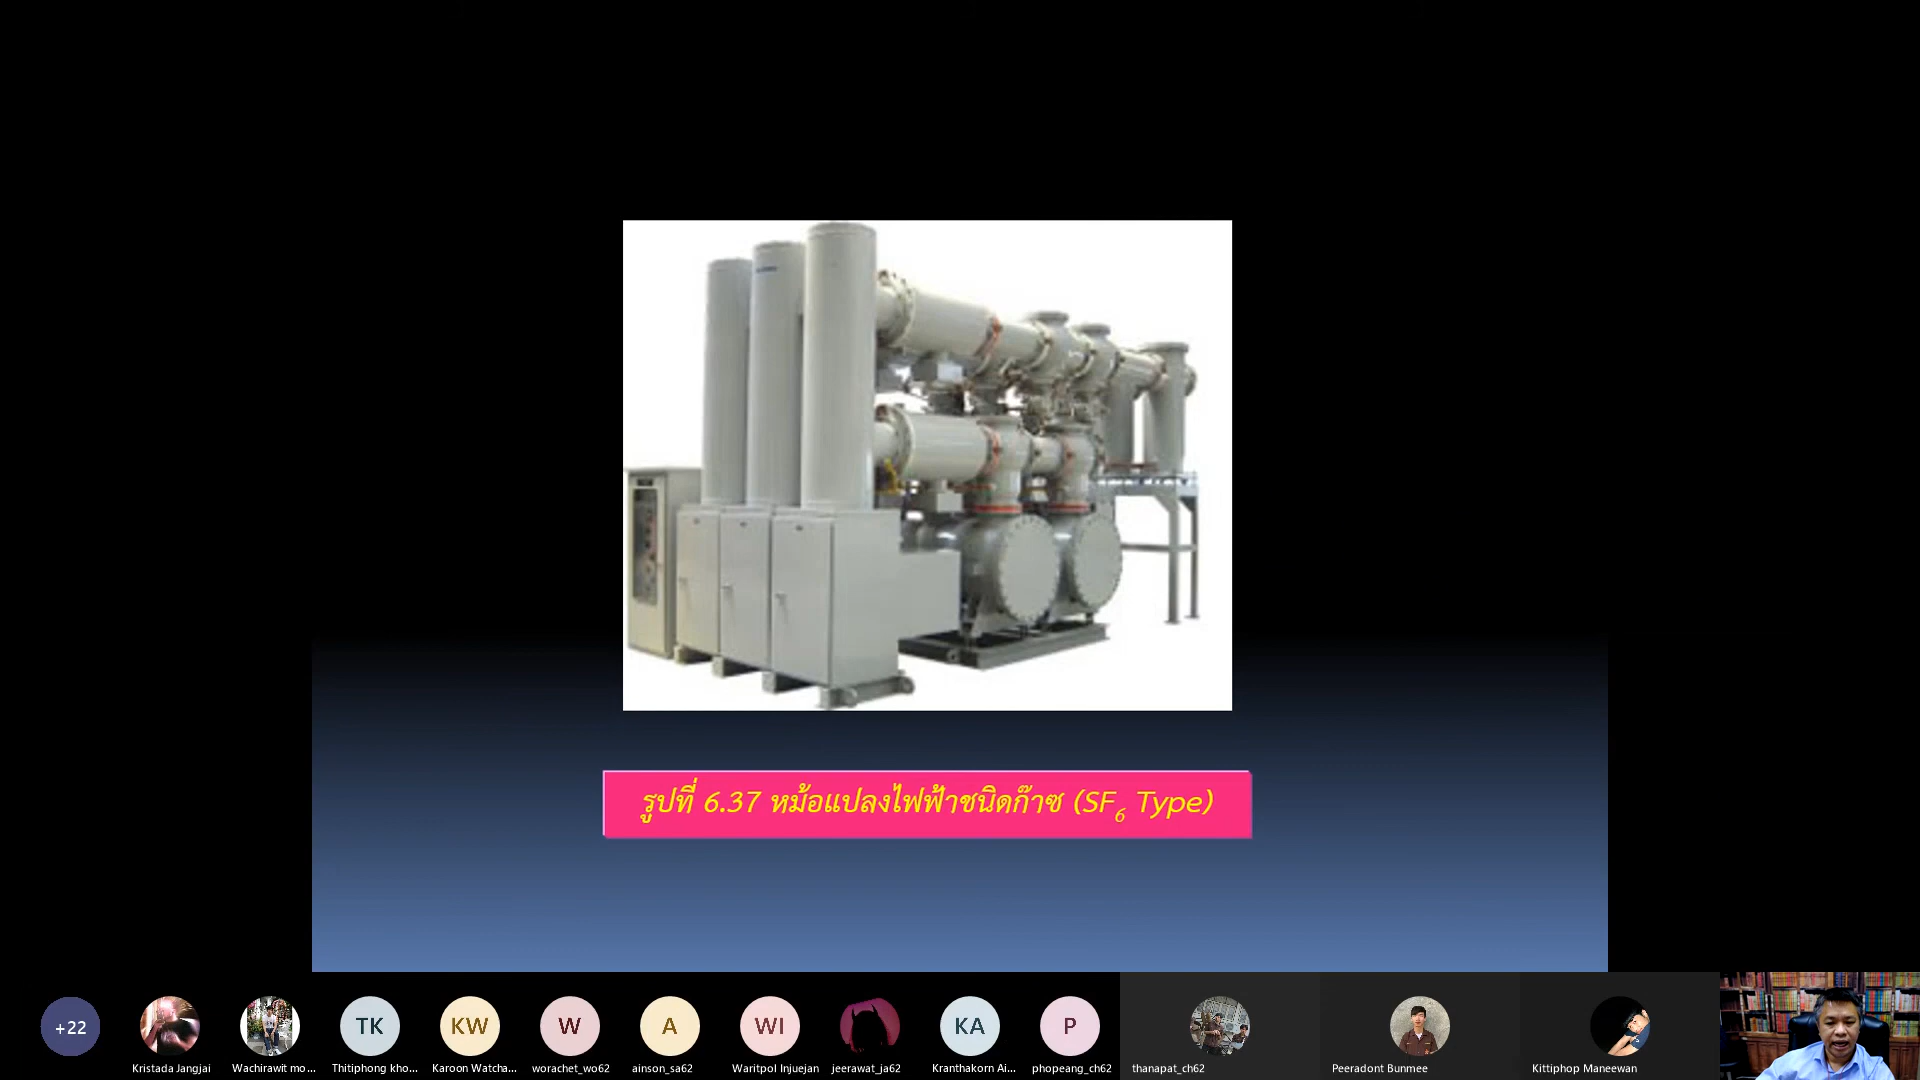 รูปที่ 6.37 หม้อแปลงไฟฟ้าชนิดก๊าซ (SF6 Type)
+22
TK
KW
W
A
WI
KA
P
Kristada Jangjai
Wachirawit mo...
Thitiphong kho...
Karoon Watcha...
worachet_wo62
ainson_sa62
Waritpol Injuejan
jeerawat_ja62
Kranthakorn Ai...
phopeang_ch62
thanapat_ch62
Peeradont Bunmee
Kittiphop Maneewan